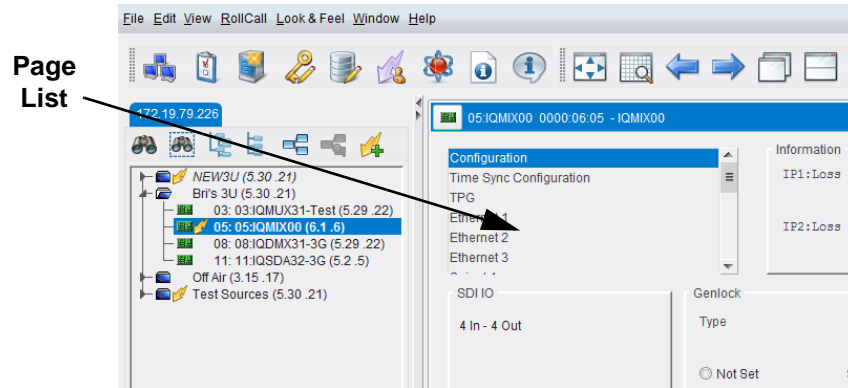 File Edit View RollCall Look & Feel Window Help
Page
List
172.19.79.226
NEW3U (5.30 .21)
Bri's 3U (5.30 .21)
03: 03:IQMUX31-Test (5.29 .22)
05: 05:IQMIX00 (6.1 .6)
08: 08:IQDMX31-3G (5.29 .22)
11: 11:IQSDA32-3G (5.2 .5)
Off Air (3.15 .17)
Test Sources (5.30 .21)
05:IQMIX00 0000:06:05 - IQMIX00
Configuration
Time Sync Configuration
TPG
Ethernet 1
Ethernet 2
Ethernet 3
Information
IP1:Loss
IP2:Loss
SDI IO
4 In - 4 Out
Genlock
Type
Not Set